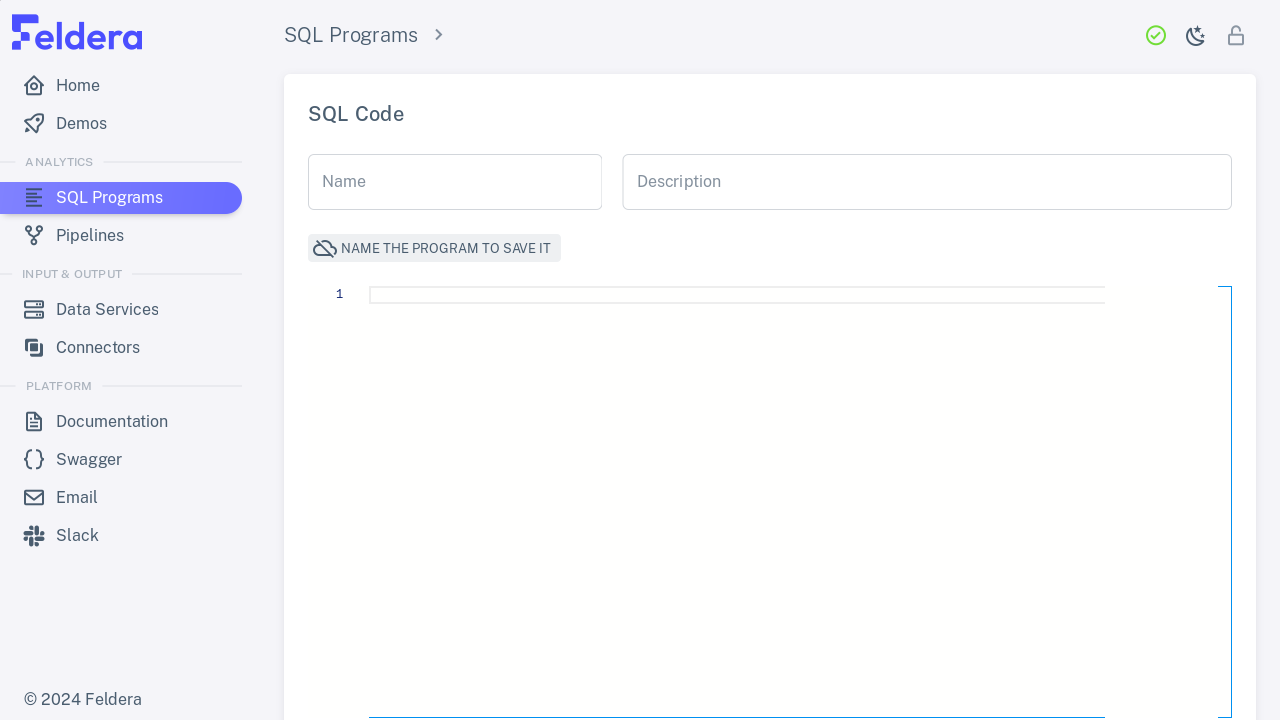 Feldera
Home
Demos
ANALYTICS
SQL Programs
Pipelines
INPUT & OUTPUT
Data Services
Connectors
PLATFORM
Documentation
Swagger
Email
Slack
© 2024 Feldera
SQL Programs
SQL Code
Name
Description
NAME THE PROGRAM TO SAVE IT
1